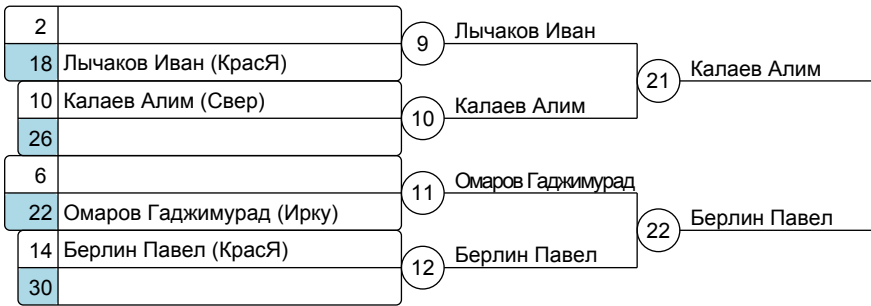 2
18 Лычаков Иван (КрасЯ)
9
Лычаков Иван
10 Калаев Алим (Свер)
26
10
Калаев Алим
21
Калаев Алим
6
22 Омаров Гаджимурад (Ирку)
11
Омаров Гаджимурад
14 Берлин Павел (КрасЯ)
30
12
Берлин Павел
22
Берлин Павел